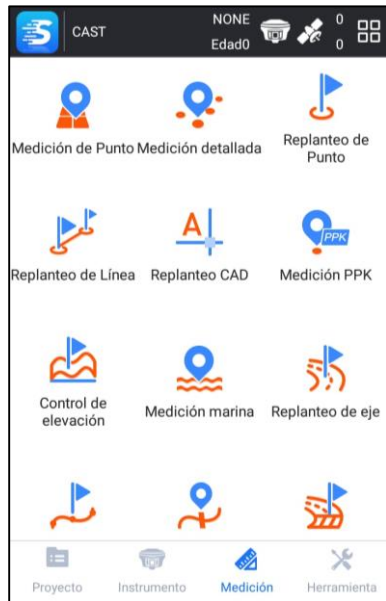 CAST
NONE
Edad0
0
0
Medición de Punto
Medición detallada
Replanteo de
Punto
Replanteo de Línea
A
Replanteo CAD
PPK
Medición PPK
Control de
elevación
Medición marina
Replanteo de eje
Proyecto
Instrumento
Medición
Herramienta